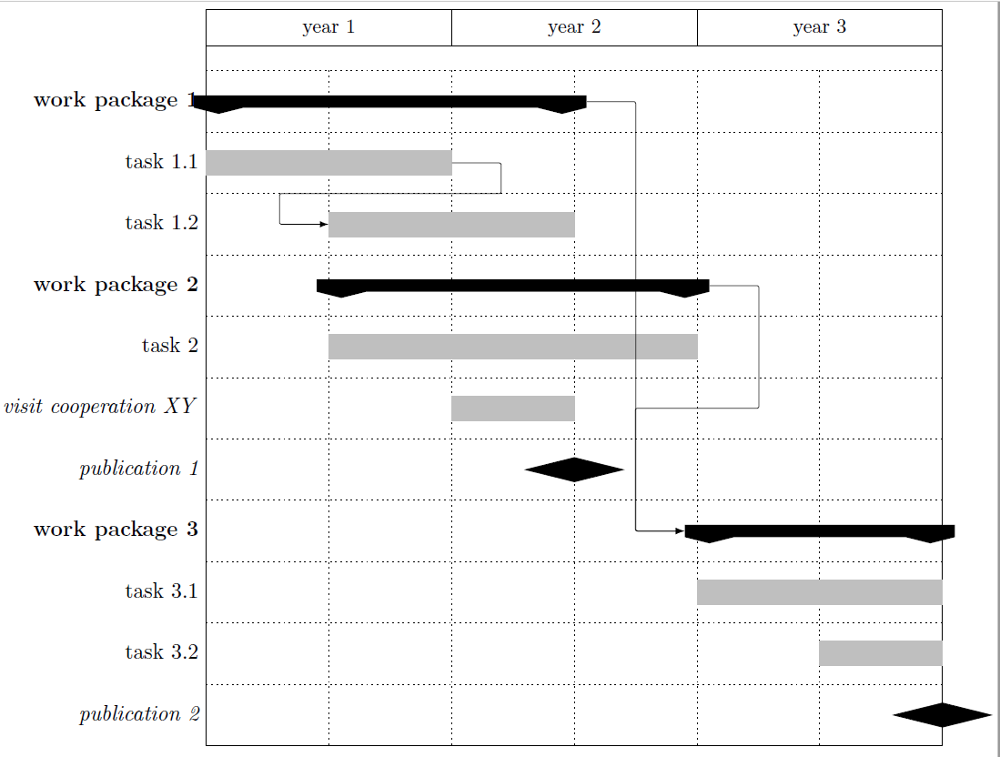 year 1 year 2 year 3
work package 1
task 1.1
task 1.2
work package 2
task 2
visit cooperation XY
publication 1
work package 3
task 3.1
task 3.2
publication 2